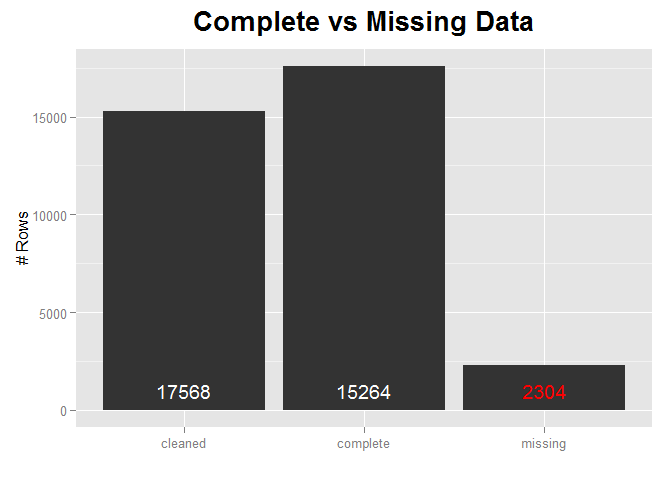 Complete vs Missing Data
# Rows
15000
10000
5000
0
17568
15264
2304
cleaned
complete
missing